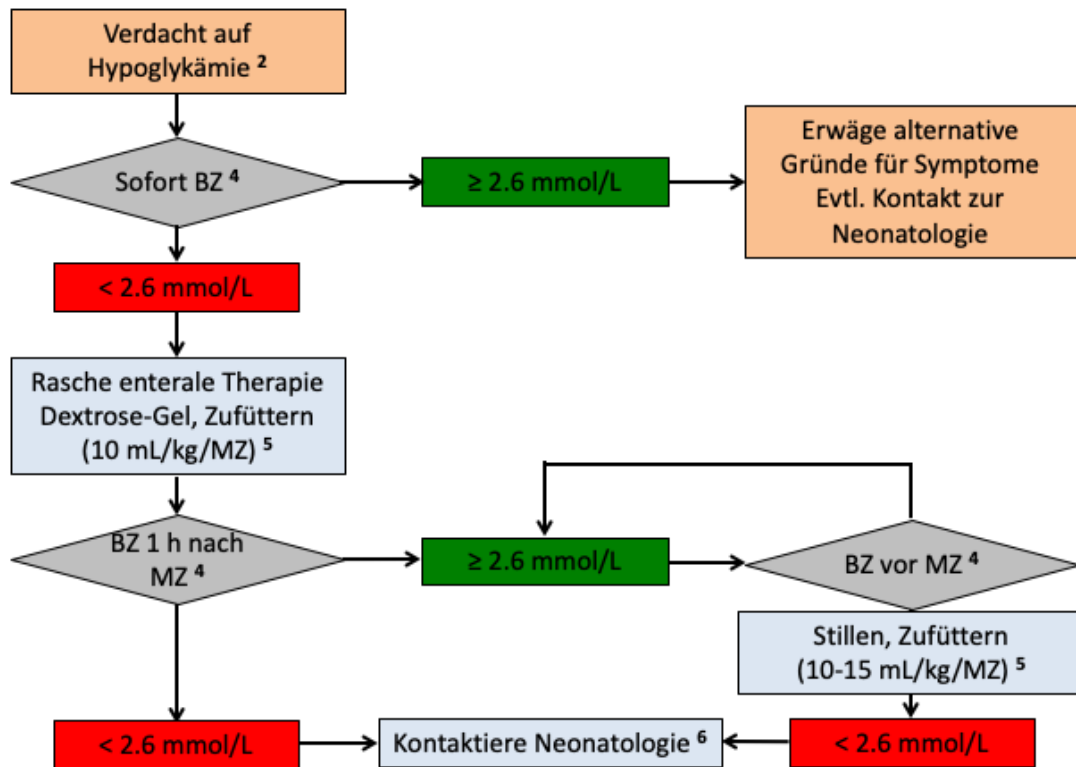 Verdacht auf
Hypoglykämie ²
Sofort BZ ⁴
≥ 2.6 mmol/L
Erwäge alternative
Gründe für Symptome
Evtl. Kontakt zur
Neonatologie
< 2.6 mmol/L
Rasche enterale Therapie
Dextrose-Gel, Zufüttern
(10 mL/kg/MZ) ⁵
BZ 1 h nach
MZ ⁴
≥ 2.6 mmol/L
BZ vor MZ ⁴
Stillen, Zufüttern
(10-15 mL/kg/MZ) ⁵
< 2.6 mmol/L
Kontaktiere Neonatologie ⁶
< 2.6 mmol/L